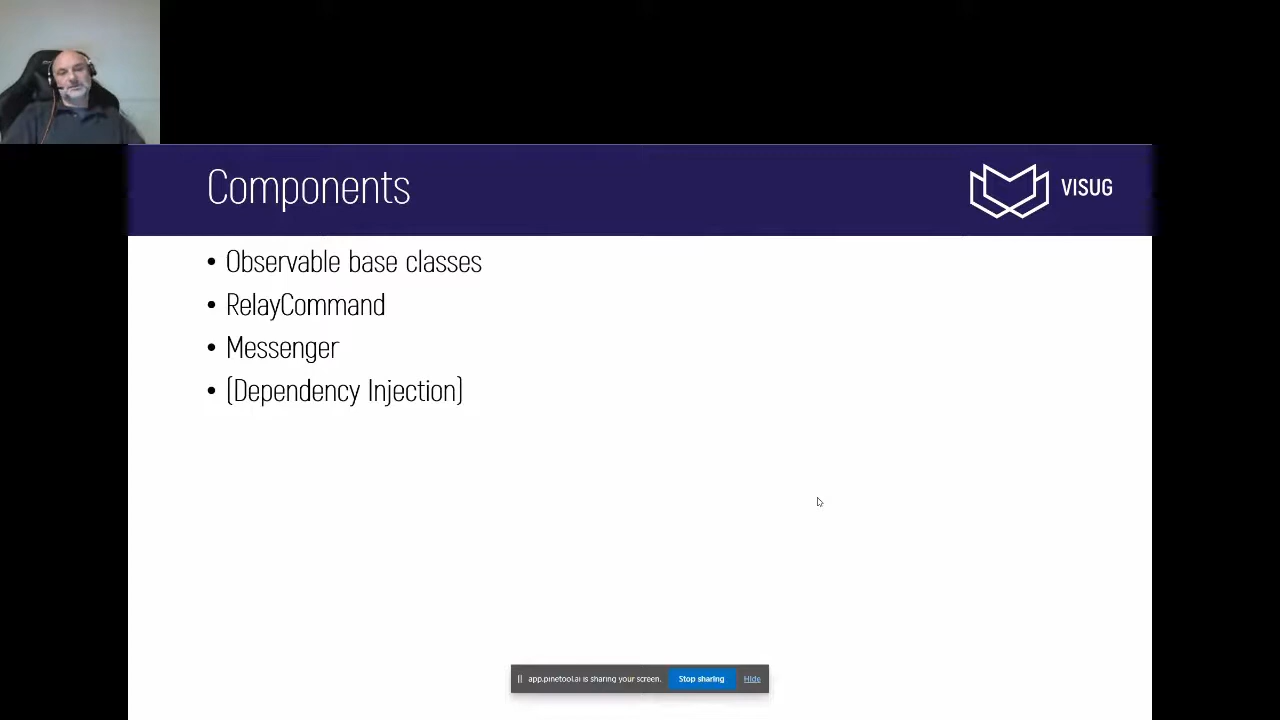 Components
VISUG
• Observable base classes
• RelayCommand
• Messenger
• (Dependency Injection)
app.pinetool.ai is sharing your screen.
Stop sharing
Hide